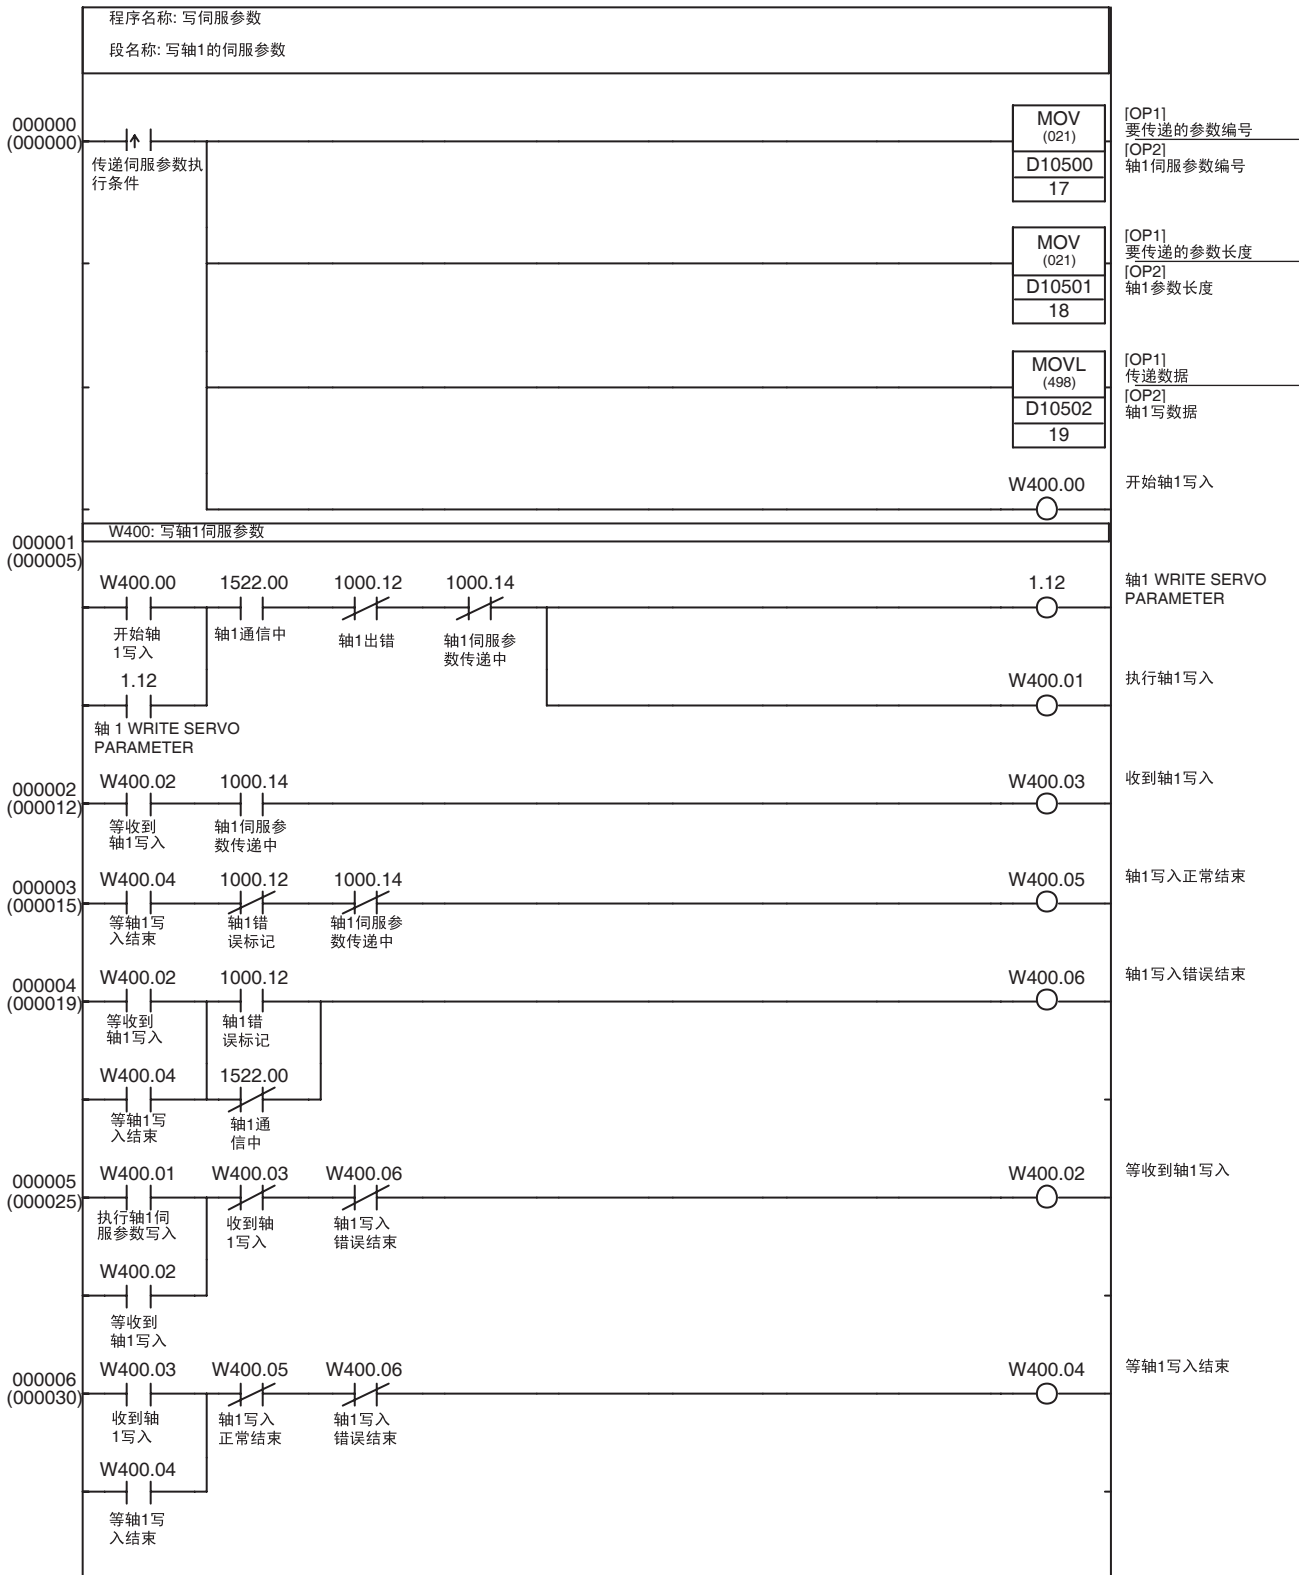 程序名称: 写伺服参数
段名称: 写轴1的伺服参数
000000
(000000)
传递伺服参数执
行条件
MOV
(021)
D10500
17
[OP1]
要传递的参数编号
[OP2]
轴1伺服参数编号
MOV
(021)
D10501
18
[OP1]
要传递的参数长度
[OP2]
轴1参数长度
MOVL
(498)
D10502
19
[OP1]
传递数据
[OP2]
轴1写数据
W400.00
开始轴1写入
W400: 写轴1伺服参数
000001
(000005)
W400.00 1522.00 1000.12 1000.14 1.12
轴1 WRITE SERVO
PARAMETER
开始轴
1写入
轴1通信中
轴1出错
轴1伺服参
数传递中
1.12
W400.01
执行轴1写入
轴 1 WRITE SERVO
PARAMETER
000002
(000012)
W400.02 1000.14 W400.03
收到轴1写入
等收到
轴1写入
轴1伺服参
数传递中
000003
(000015)
W400.04 1000.12 1000.14 W400.05
轴1写入正常结束
等轴1写
入结束
轴1错
误标记
轴1伺服参
数传递中
000004
(000019)
W400.02 1000.12 W400.06
轴1写入错误结束
等收到
轴1写入
轴1错
误标记
W400.04 1522.00
等轴1写
入结束
轴1通
信中
000005
(000025)
W400.01 W400.03 W400.06 W400.02
等收到轴1写入
执行轴1伺
服参数写入
收到轴
1写入
轴1写入
错误结束
W400.02
等收到
轴1写入
000006
(000030)
W400.03 W400.05 W400.06 W400.04
等轴1写入结束
收到轴
1写入
轴1写入
正常结束
轴1写入
错误结束
W400.04
等轴1写
入结束